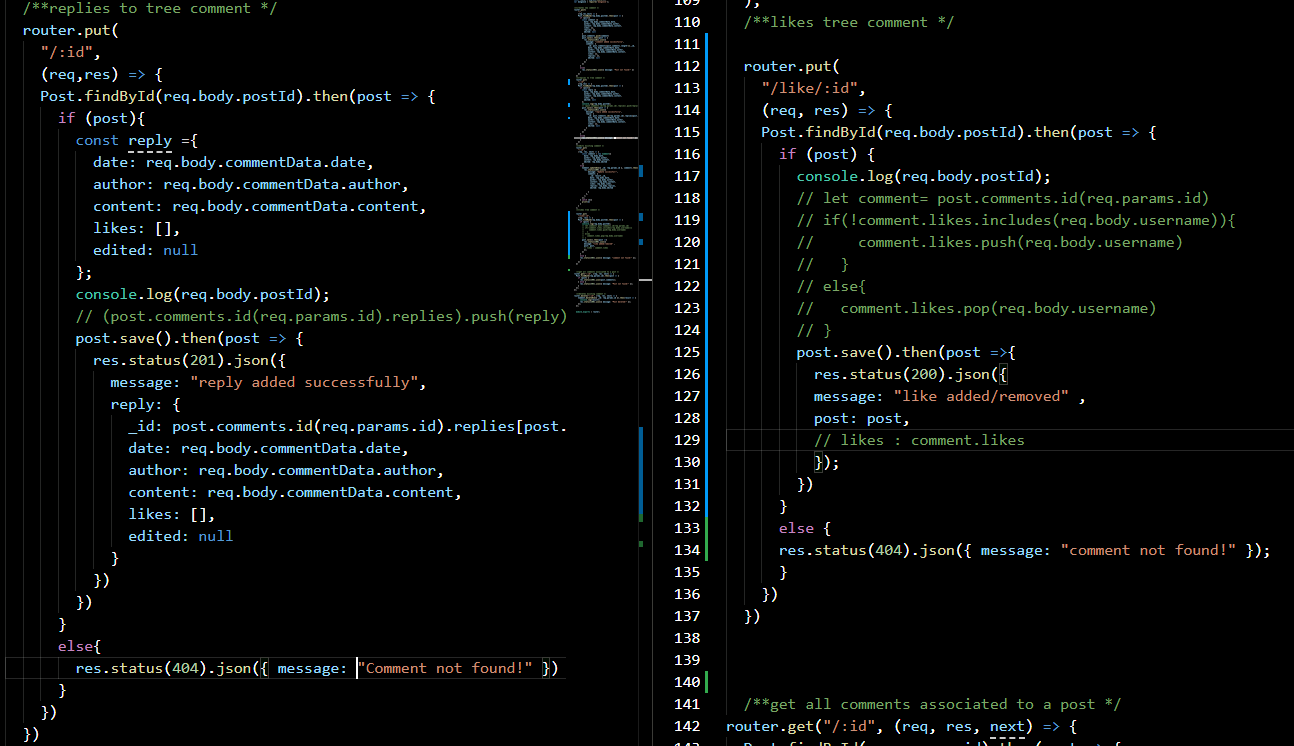 /**replies to tree comment */
router.put(
"/:id",
(req,res) => {
Post.findById(req.body.postId).then(post => {
if (post){
const reply ={
date: req.body.commentData.date,
author: req.body.commentData.author,
content: req.body.commentData.content,
likes: [],
edited: null
};
console.log(req.body.postId);
// (post.comments.id(req.params.id).replies).push(reply)
post.save().then(post => {
res.status(201).json({
message: "reply added successfully",
reply: {
_id: post.comments.id(req.params.id).replies[post.
date: req.body.commentData.date,
author: req.body.commentData.author,
content: req.body.commentData.content,
likes: [],
edited: null
}
})
})
}
else{
res.status(404).json({ message: "Comment not found!" })
}
})
})
109 );
110 /**likes tree comment */
111
112 router.put(
113 "/like/:id",
114 (req, res) => {
115 Post.findById(req.body.postId).then(post => {
116 if (post) {
117 console.log(req.body.postId);
118 // let comment= post.comments.id(req.params.id)
119 // if(!comment.likes.includes(req.body.username)){
120 //     comment.likes.push(req.body.username)
121 //   }
122 // else{
123 //   comment.likes.pop(req.body.username)
124 // }
125 post.save().then(post =>{
126 res.status(200).json({
127 message: "like added/removed" ,
128 post: post,
129 // likes : comment.likes
130 });
131 })
132 }
133 else {
134 res.status(404).json({ message: "comment not found!" });
135 }
136 })
137 })
138
139
140
141 /**get all comments associated to a post */
142 router.get("/:id", (req, res, next) => {